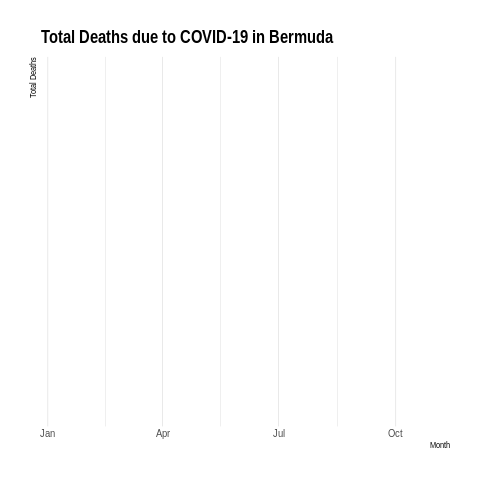 Total Deaths due to COVID-19 in Bermuda
Total Deaths
Jan Apr Jul Oct
Month